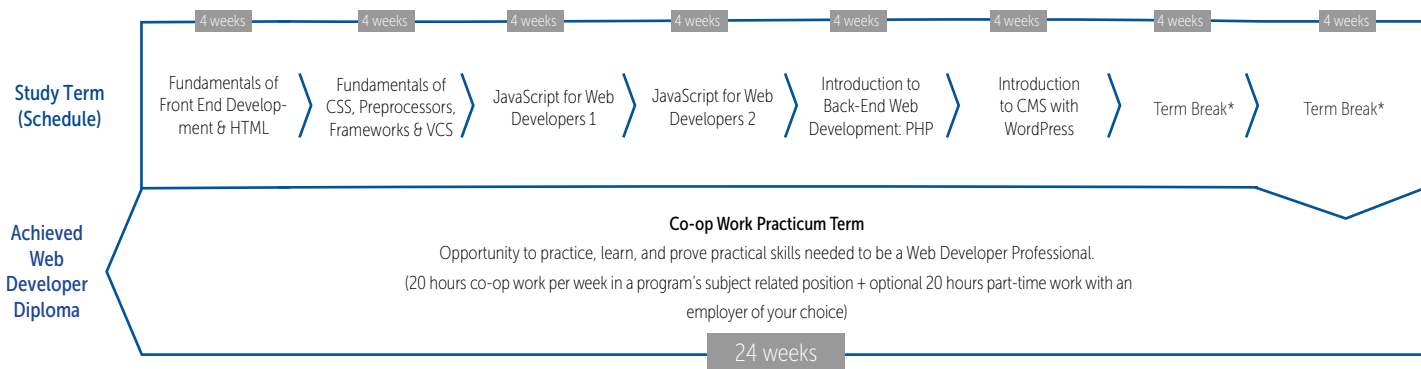 4 weeks
4 weeks
4 weeks
4 weeks
4 weeks
4 weeks
4 weeks
4 weeks
Study Term
(Schedule)
Fundamentals of
Front End Develop-
ment & HTML
Fundamentals of
CSS, Preprocessors,
Frameworks & VCS
JavaScript for Web
Developers 1
JavaScript for Web
Developers 2
Introduction to
Back-End Web
Development: PHP
Introduction
to CMS with
WordPress
Term Break*
Term Break*
Achieved
Web
Developer
Diploma
Co-op Work Practicum Term
Opportunity to practice, learn, and prove practical skills needed to be a Web Developer Professional.
(20 hours co-op work per week in a program's subject related position + optional 20 hours part-time work with an
employer of your choice)
24 weeks